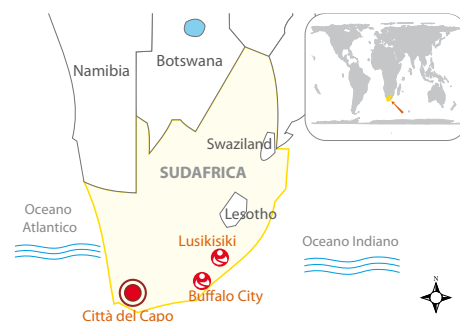 Namibia
Botswana
Swaziland
SUDAFRICA
Lesotho
Oceano
Atlantico
Lusikisiki
Oceano Indiano
Buffalo City
Città del Capo
N